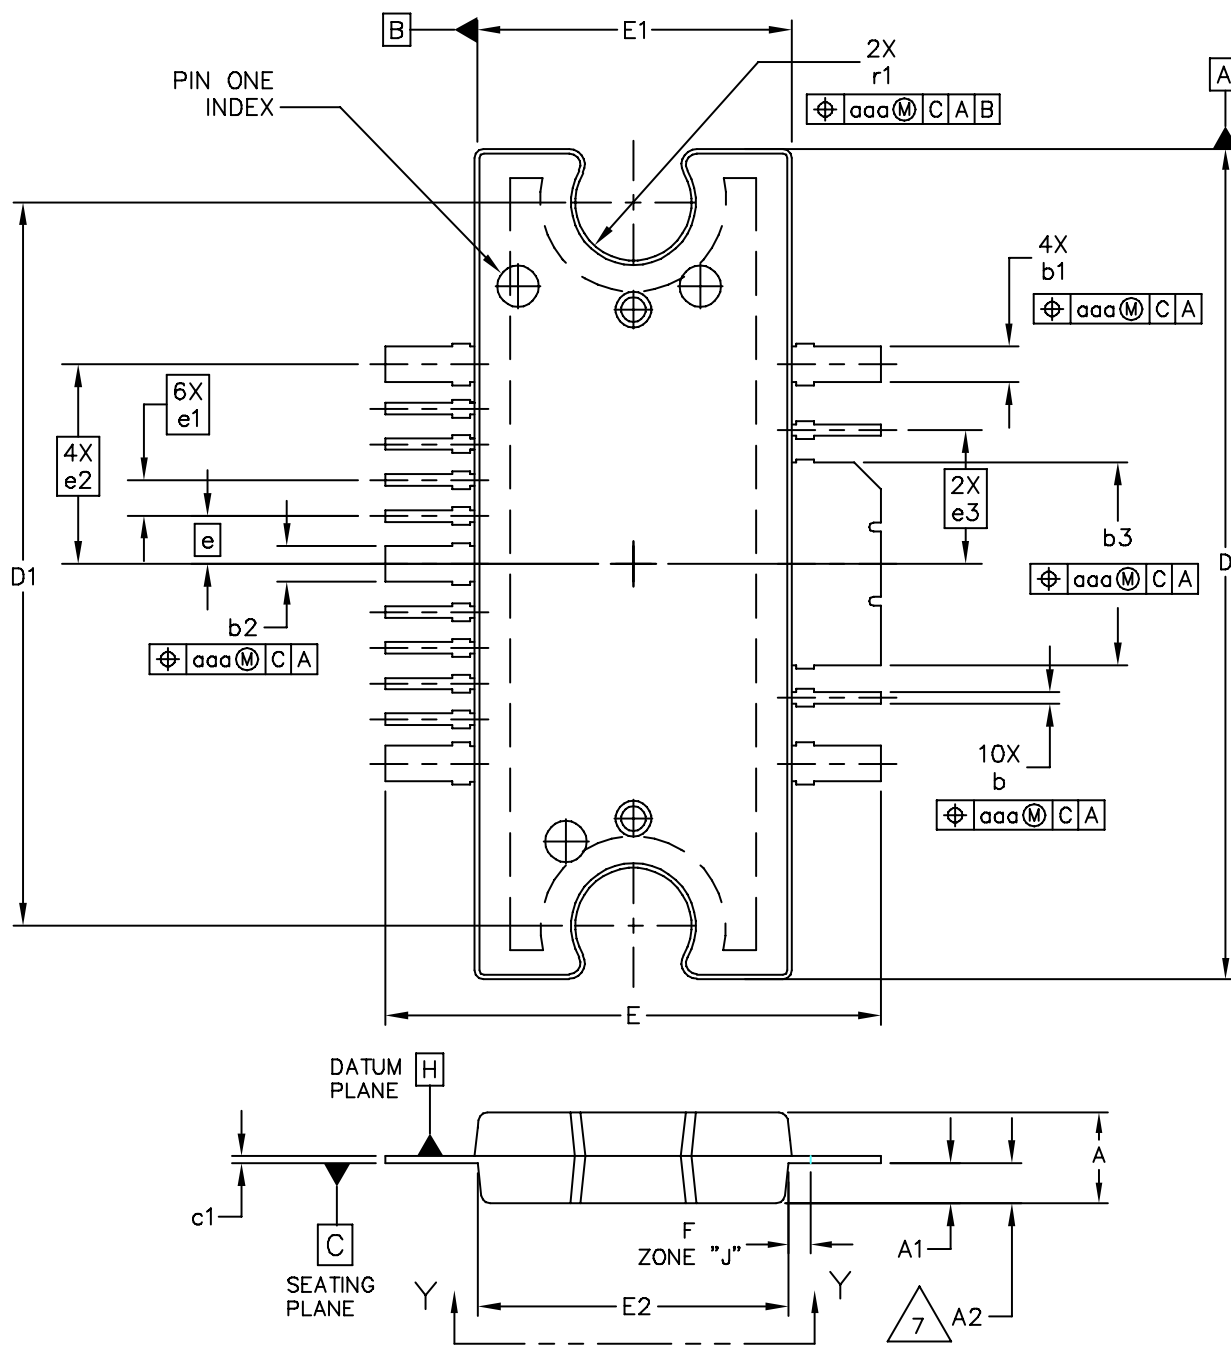 B
E1
2X
r1
⌖ aaa Ⓜ C A B
A
PIN ONE
INDEX
4X
b1
⌖ aaa Ⓜ C A
6X
e1
4X
e2
2X
e3
e
b3
⌖ aaa Ⓜ C A
D1
D
b2
⌖ aaa Ⓜ C A
10X
b
⌖ aaa Ⓜ C A
E
DATUM
PLANE
H
A
c1
C
SEATING
PLANE
F
ZONE "J"
A1
Y
Y
E2
7
A2